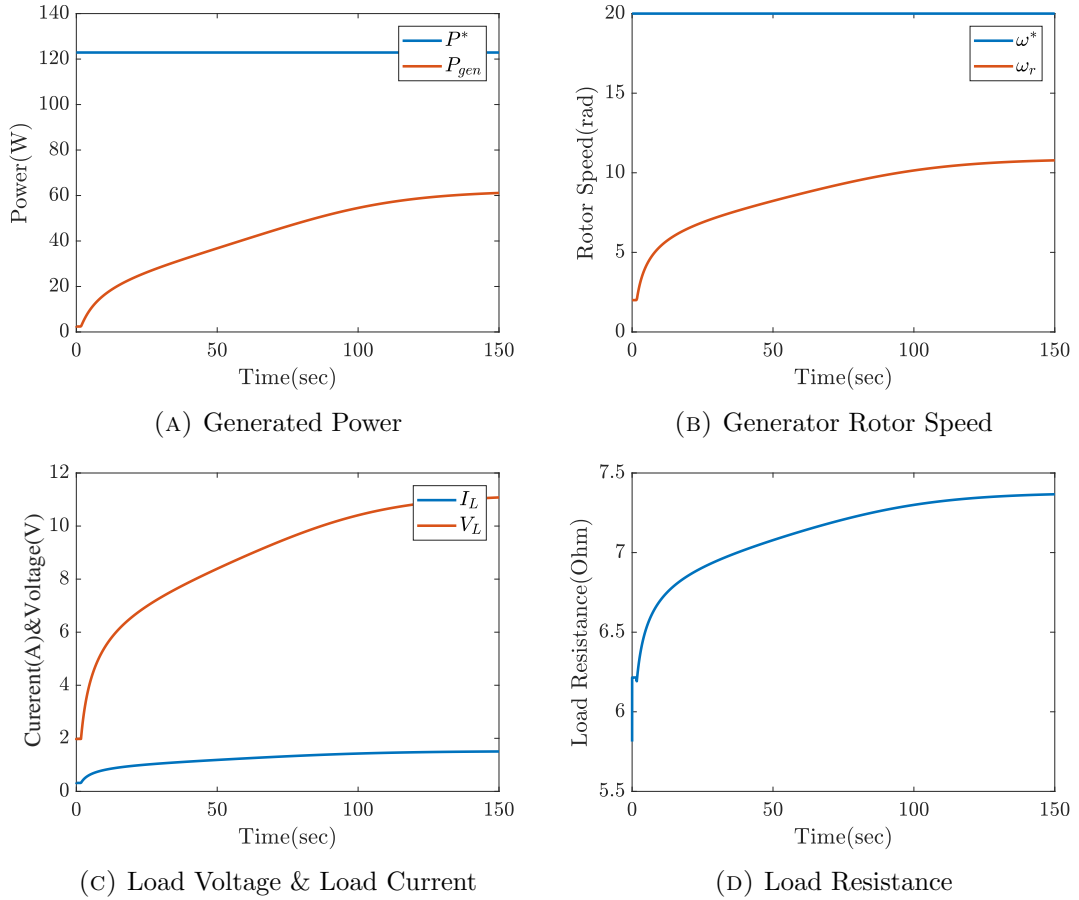 140
120
100
80
60
40
20
0
Power(W)
P*
P_gen
0 50 100 150
Time(sec)
(A) Generated Power
20
15
10
5
0
Rotor Speed(rad)
ω*
ω_r
0 50 100 150
Time(sec)
(B) Generator Rotor Speed
12
10
8
6
4
2
0
Curerent(A)&Voltage(V)
I_L
V_L
0 50 100 150
Time(sec)
(C) Load Voltage & Load Current
7.5
7
6.5
6
5.5
Load Resistance(Ohm)
0 50 100 150
Time(sec)
(D) Load Resistance